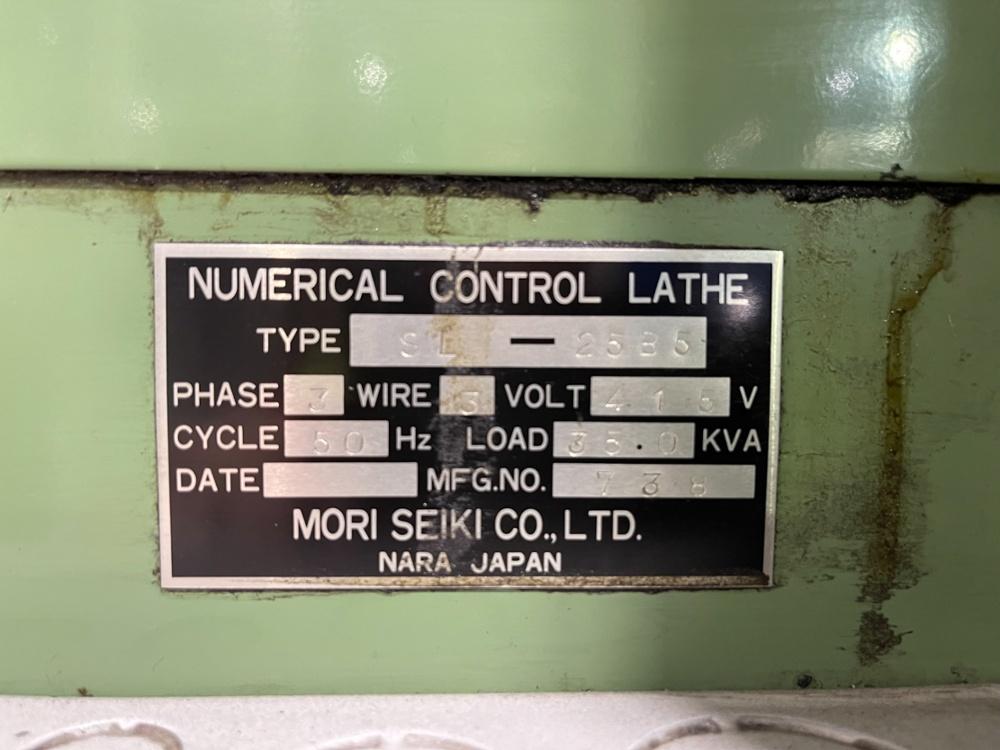 NUMERICAL CONTROL LATHE
TYPE SL — 25B5
PHASE 3 WIRE 3 VOLT 415 V
CYCLE 50 Hz LOAD 35.0 KVA
DATE MFG.NO. 738
MORI SEIKI CO., LTD.
NARA JAPAN